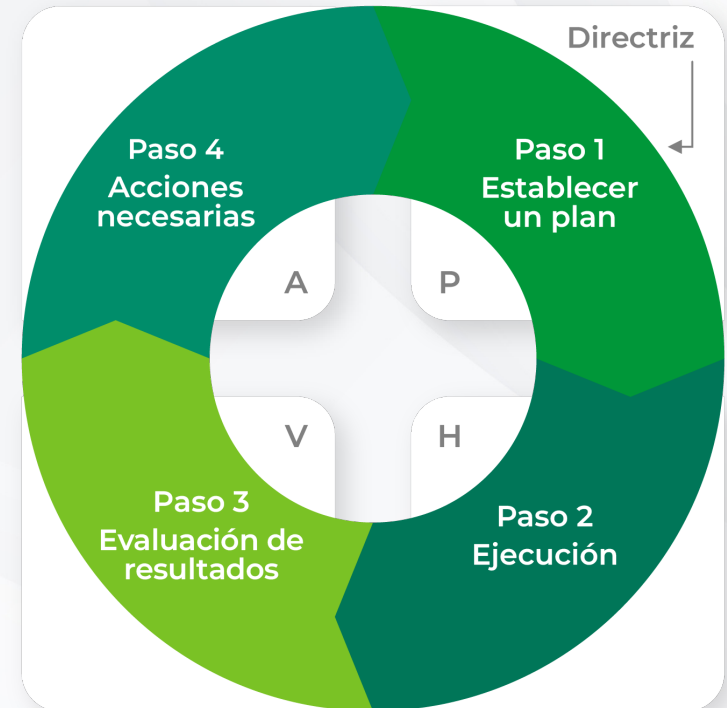 Directriz
Paso 1
Establecer
un plan
P
Paso 2
Ejecución
H
Paso 3
Evaluación de
resultados
V
Paso 4
Acciones
necesarias
A